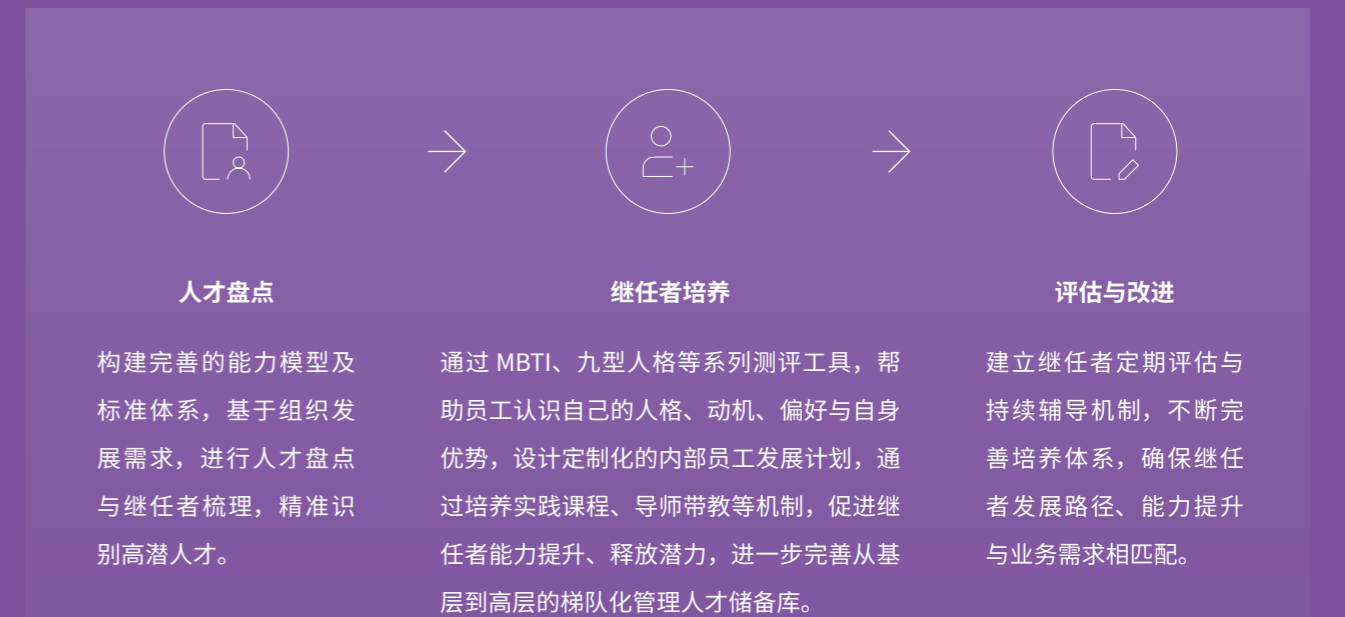 人才盘点
构建完善的能力模型及
标准体系，基于组织发
展需求，进行人才盘点
与继任者梳理，精准识
别高潜人才。
继任者培养
通过 MBTI、九型人格等系列测评工具，帮
助员工认识自己的人格、动机、偏好与自身
优势，设计定制化的内部员工发展计划，通
过培养实践课程、导师带教等机制，促进继
任者能力提升、释放潜力，进一步完善从基
层到高层的梯队化管理人才储备库。
评估与改进
建立继任者定期评估与
持续辅导机制，不断完
善培养体系，确保继任
者发展路径、能力提升
与业务需求相匹配。